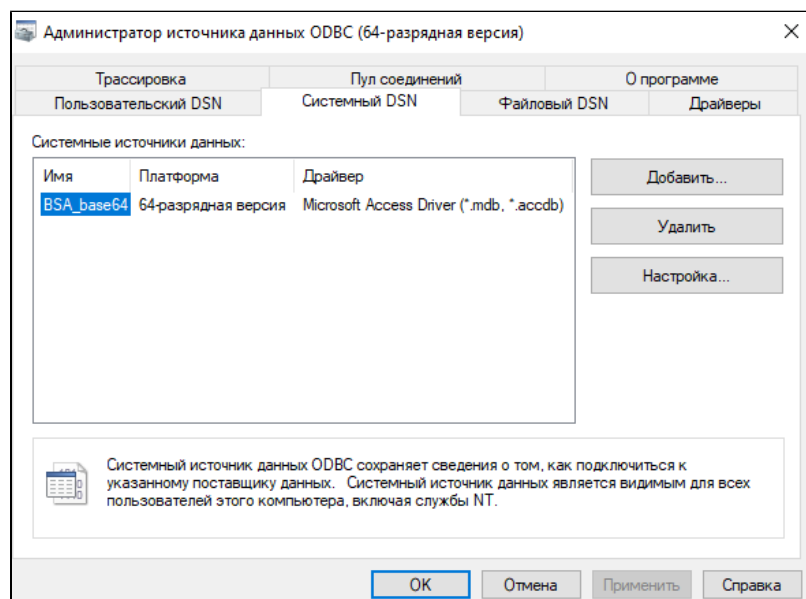 Администратор источника данных ODBC (64-разрядная версия)
Трассировка Пул соединений О программе
Пользовательский DSN Системный DSN Файловый DSN Драйверы
Системные источники данных:
Имя Платформа Драйвер
BSA_base64 64-разрядная версия Microsoft Access Driver (*.mdb, *.accdb)
Добавить...
Удалить
Настройка...
Системный источник данных ODBC сохраняет сведения о том, как подключиться к
указанному поставщику данных. Системный источник данных является видимым для всех
пользователей этого компьютера, включая службы NT.
OK Отмена Применить Справка